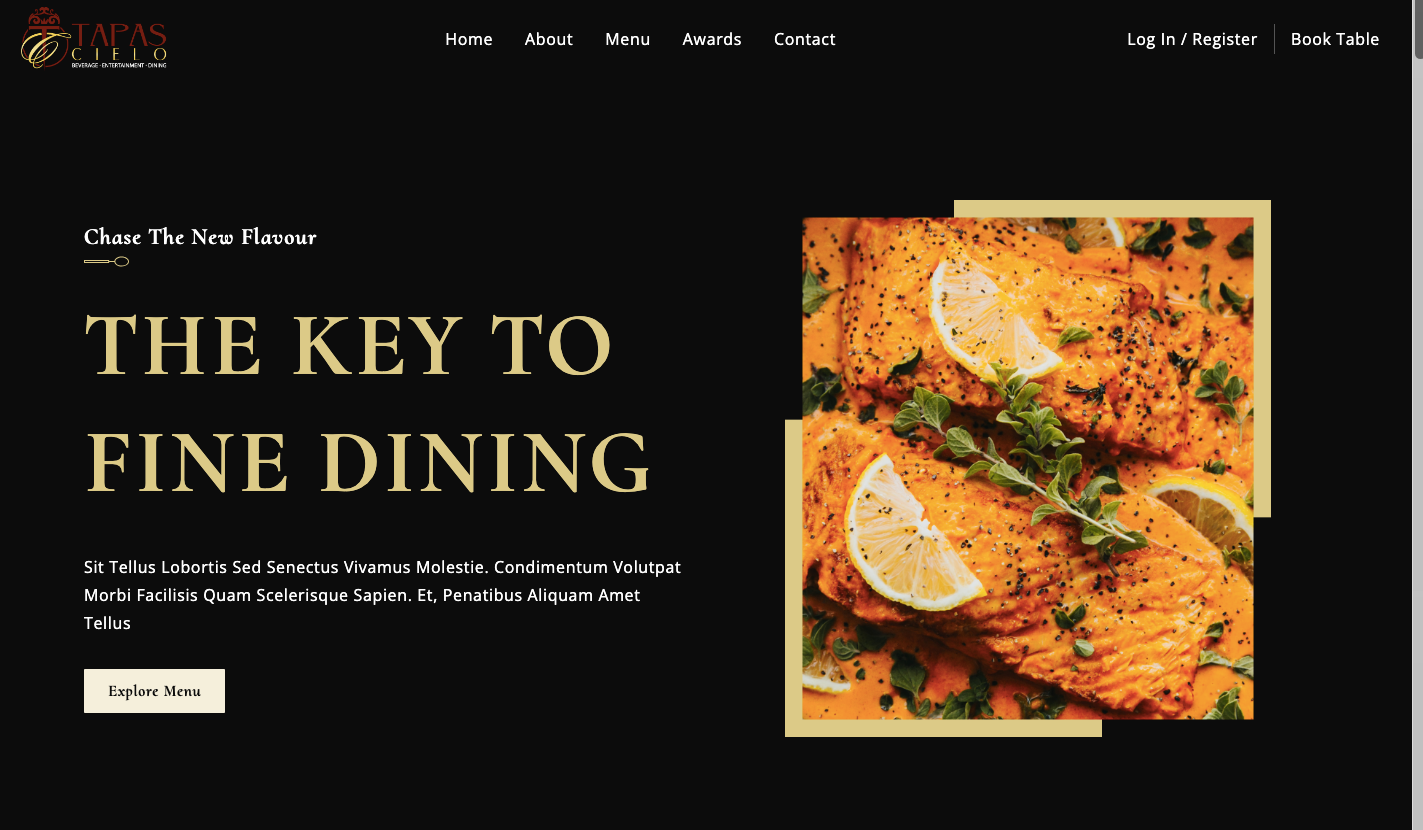 TAPAS
CIELO
BEVERAGE · ENTERTAINMENT · DINING
Home About Menu Awards Contact
Log In / Register Book Table
Chase The New Flavour
THE KEY TO
FINE DINING
Sit Tellus Lobortis Sed Senectus Vivamus Molestie. Condimentum Volutpat
Morbi Facilisis Quam Scelerisque Sapien. Et, Penatibus Aliquam Amet
Tellus
Explore Menu